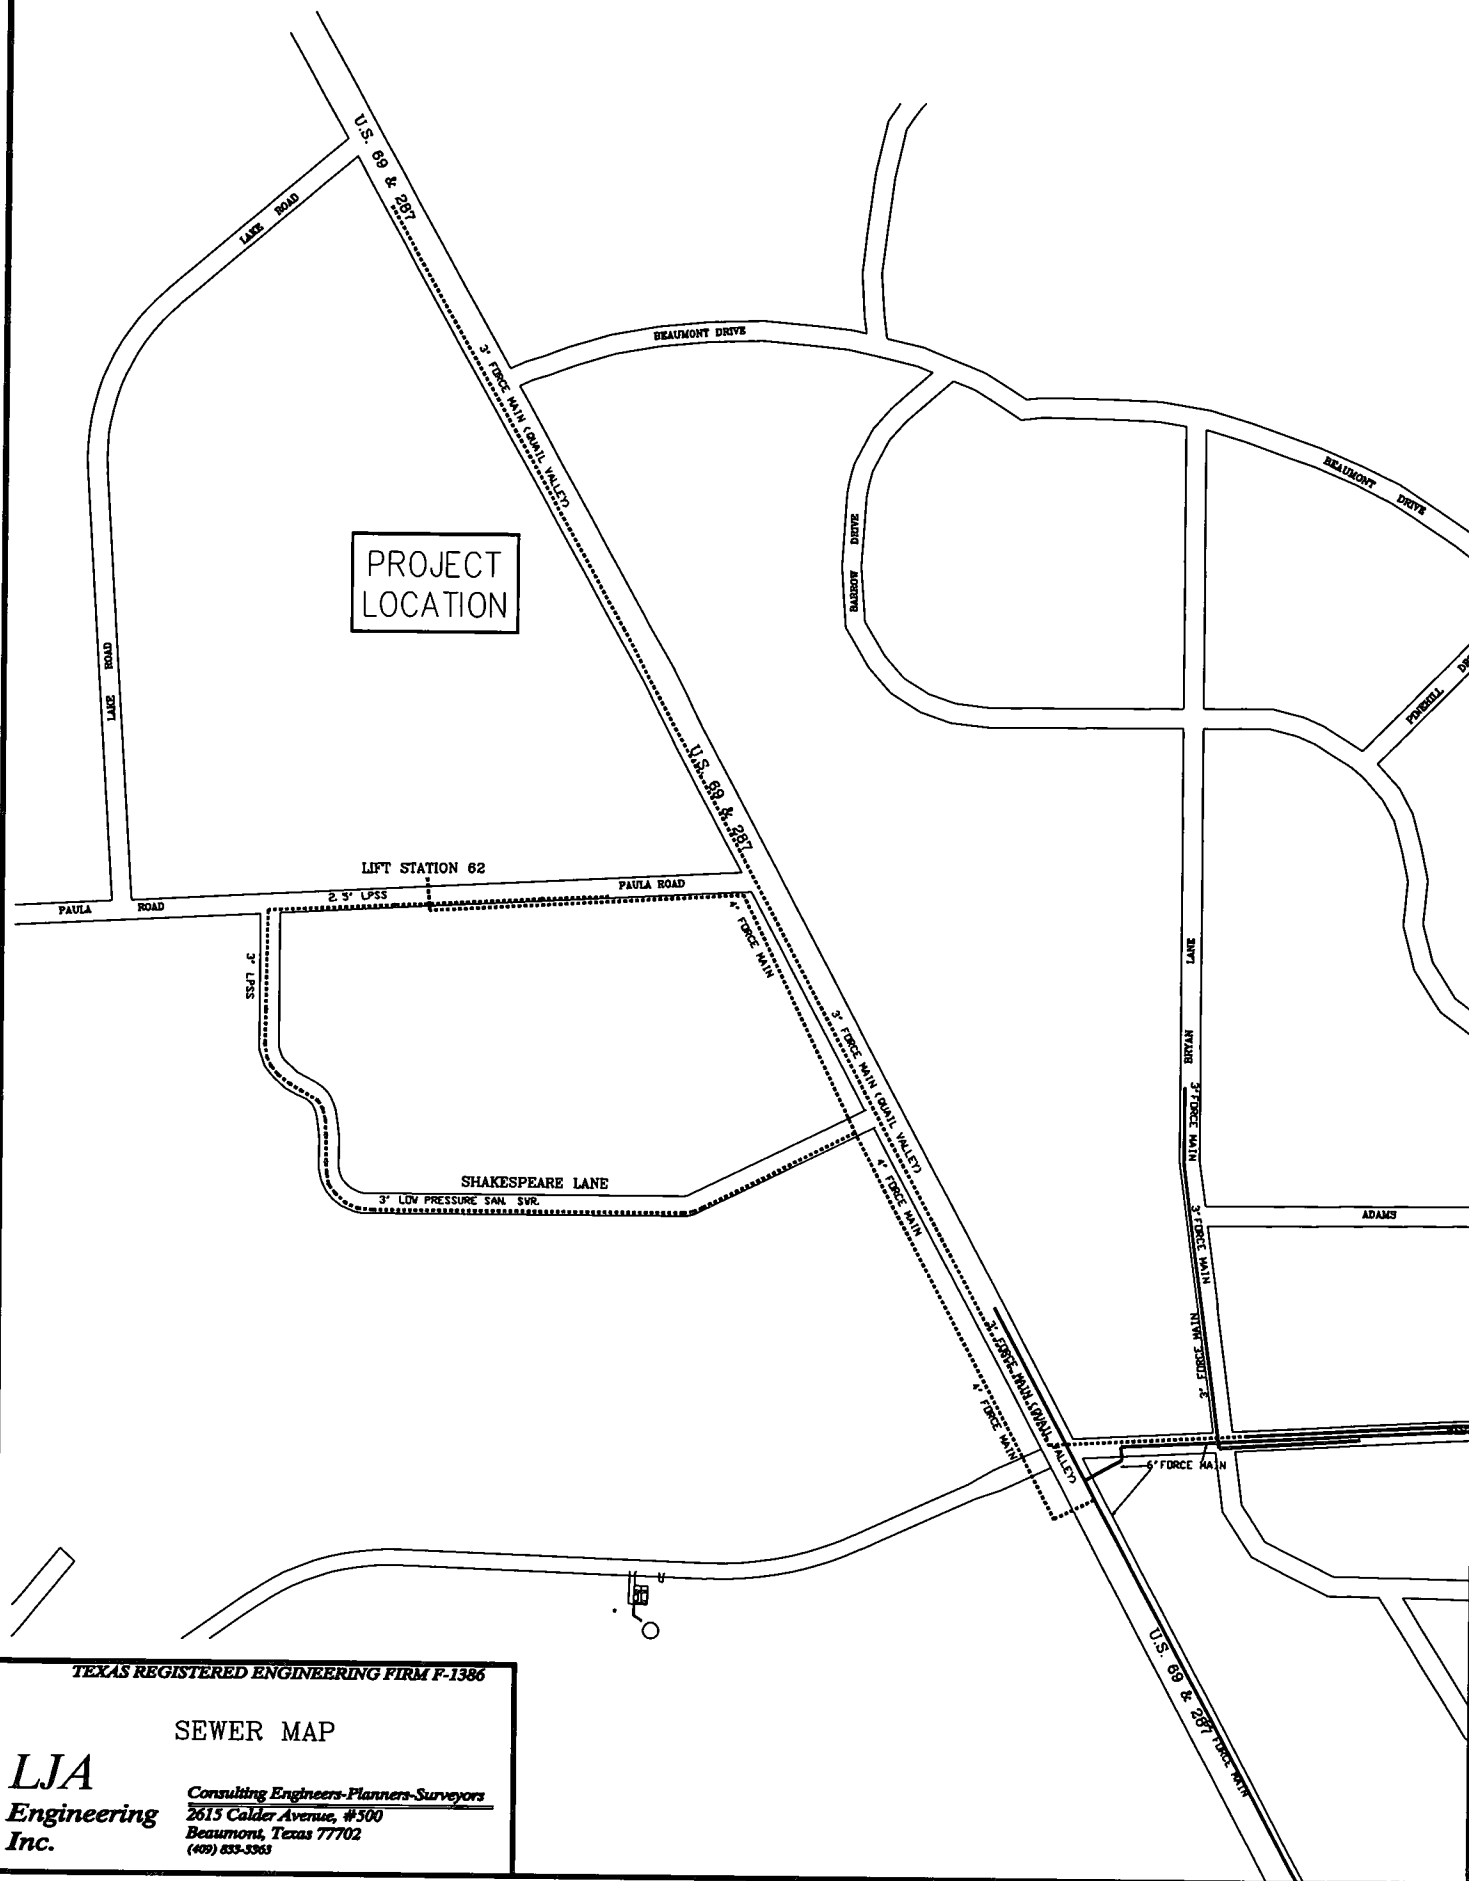 U.S. 69 & 287
LAKE ROAD
BEAUMONT DRIVE
3" FORCE MAIN (QUAIL VALLEY)
BEAUMONT DRIVE
PROJECT
LOCATION
BARROW DRIVE
LAKE ROAD
PINEHILL
U.S. 69 & 287
LIFT STATION 62
PAULA ROAD
2.5" LPSS
PAULA ROAD
4" FORCE MAIN
3" LPSS
BRYAN LANE
3" FORCE MAIN (QUAIL VALLEY)
3" FORCE MAIN
4" FORCE MAIN
SHAKESPEARE LANE
3" LOW PRESSURE SAN. SWR.
3" FORCE MAIN
ADAMS
3" FORCE MAIN (QUAIL VALLEY)
3" FORCE MAIN
4" FORCE MAIN
6" FORCE MAIN
U.S. 69 & 287
FORCE MAIN
TEXAS REGISTERED ENGINEERING FIRM F-1386
SEWER MAP
LJA
Engineering
Inc.
Consulting Engineers-Planners-Surveyors
2615 Calder Avenue, #500
Beaumont, Texas 77702
(409) 833-3363